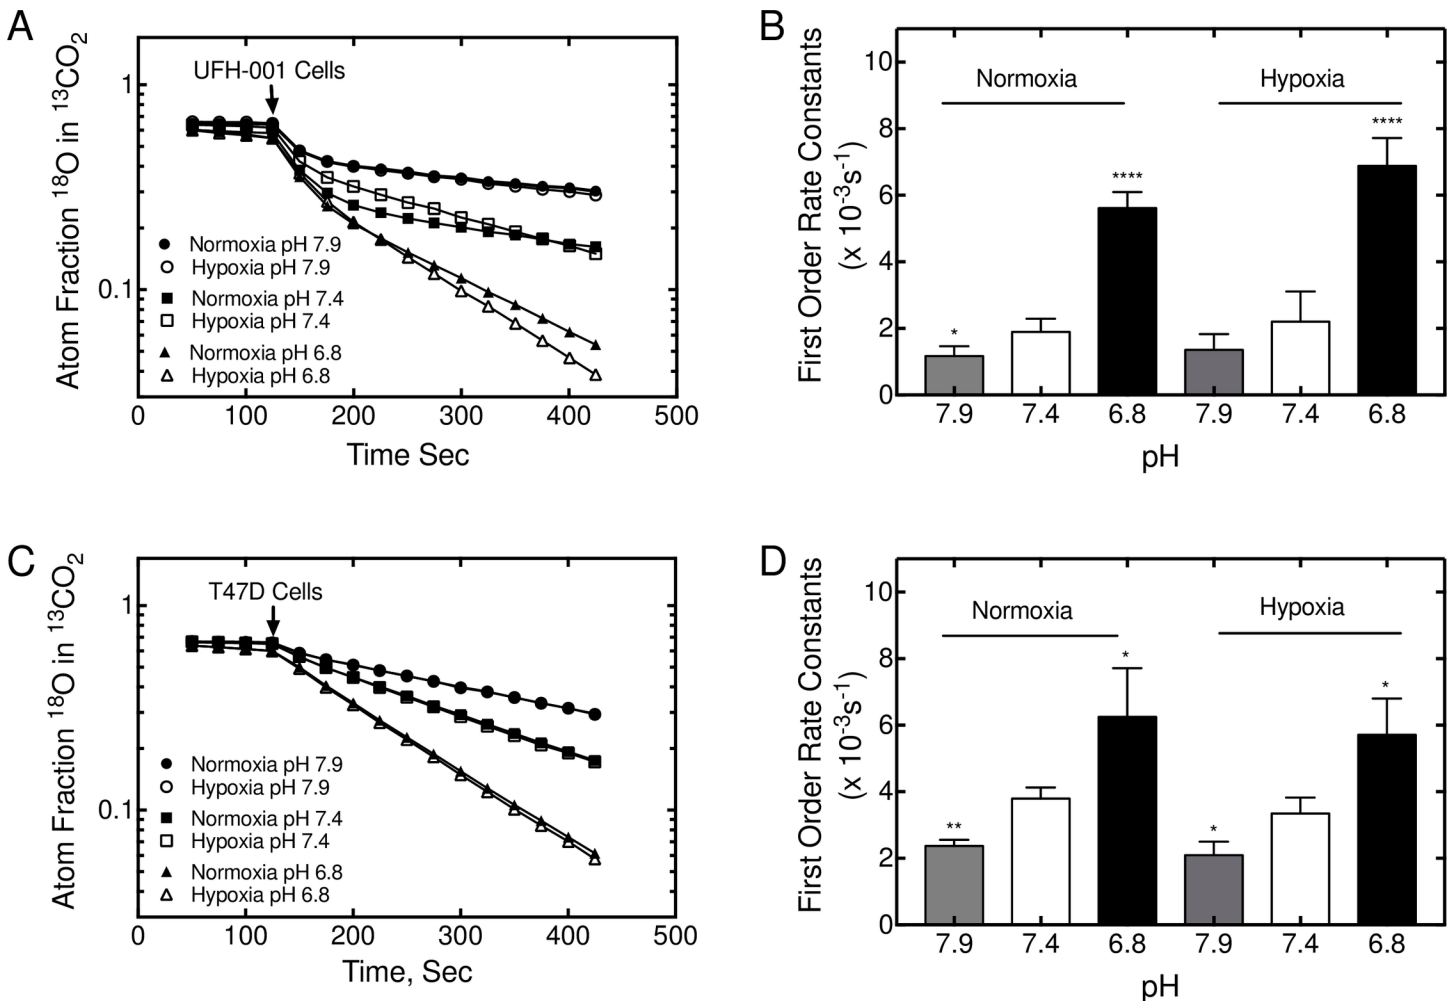 A
Atom Fraction 18O in 13CO2
UFH-001 Cells
1
0.1
Normoxia pH 7.9
Hypoxia pH 7.9
Normoxia pH 7.4
Hypoxia pH 7.4
Normoxia pH 6.8
Hypoxia pH 6.8
0 100 200 300 400 500
Time Sec
B
First Order Rate Constants
(x 10-3s-1)
Normoxia Hypoxia
10
8
6
4
2
0
* **** ****
7.9 7.4 6.8 7.9 7.4 6.8
pH
C
Atom Fraction 18O in 13CO2
T47D Cells
1
0.1
Normoxia pH 7.9
Hypoxia pH 7.9
Normoxia pH 7.4
Hypoxia pH 7.4
Normoxia pH 6.8
Hypoxia pH 6.8
0 100 200 300 400 500
Time, Sec
D
First Order Rate Constants
(x 10-3s-1)
Normoxia Hypoxia
10
8
6
4
2
0
** * * *
7.9 7.4 6.8 7.9 7.4 6.8
pH